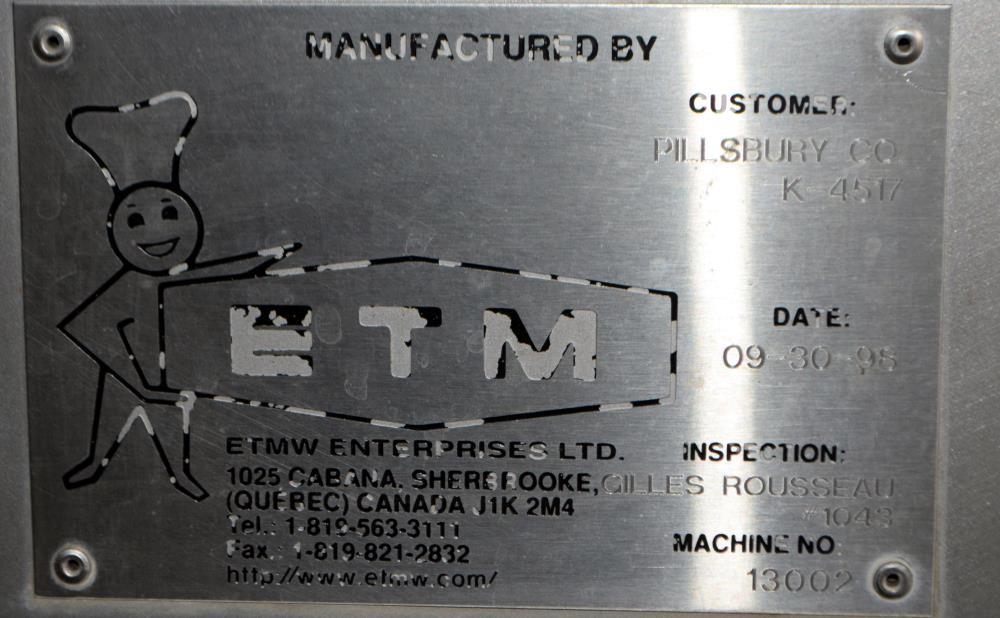 MANUFACTURED BY
CUSTOMER:
PILLSBURY CO
K-4517
ETM
DATE:
09-30-98
ETMW ENTERPRISES LTD.
1025 CABANA. SHERBROOKE,
(QUÉBEC) CANADA J1K 2M4
Tel.: 1-819-563-3111
Fax.: 1-819-821-2832
http://www.etmw.com/
INSPECTION:
GILLES ROUSSEAU
#1043
MACHINE NO:
13002